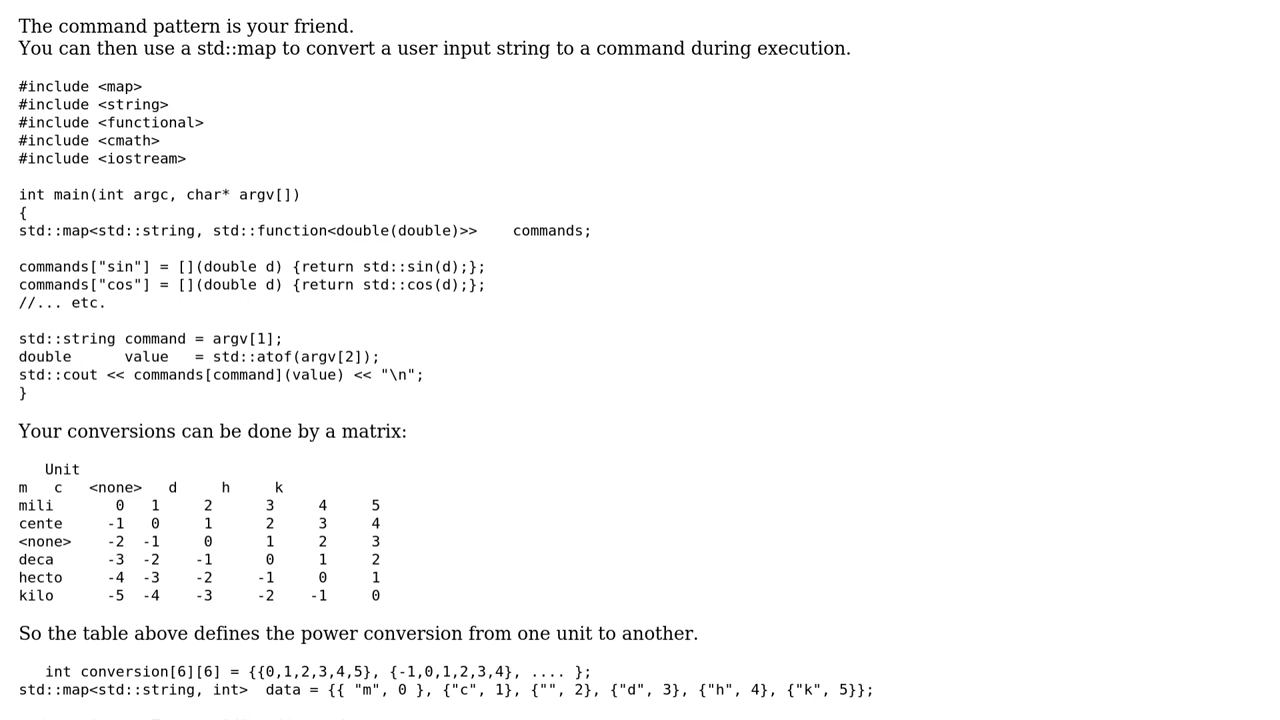 The command pattern is your friend.
You can then use a std::map to convert a user input string to a command during execution.
#include <map>
#include <string>
#include <functional>
#include <cmath>
#include <iostream>
int main(int argc, char* argv[])
{
std::map<std::string, std::function<double(double)>>    commands;
commands["sin"] = [](double d) {return std::sin(d);};
commands["cos"] = [](double d) {return std::cos(d);};
//... etc.
std::string command = argv[1];
double      value   = std::atof(argv[2]);
std::cout << commands[command](value) << "\n";
}
Your conversions can be done by a matrix:
   Unit
m   c   <none>   d     h     k
mili       0   1     2      3     4     5
cente     -1   0     1      2     3     4
<none>    -2  -1     0      1     2     3
deca      -3  -2    -1      0     1     2
hecto     -4  -3    -2     -1     0     1
kilo      -5  -4    -3     -2    -1     0
So the table above defines the power conversion from one unit to another.
   int conversion[6][6] = {{0,1,2,3,4,5}, {-1,0,1,2,3,4}, .... };
std::map<std::string, int>  data = {{ "m", 0 }, {"c", 1}, {"", 2}, {"d", 3}, {"h", 4}, {"k", 5}};